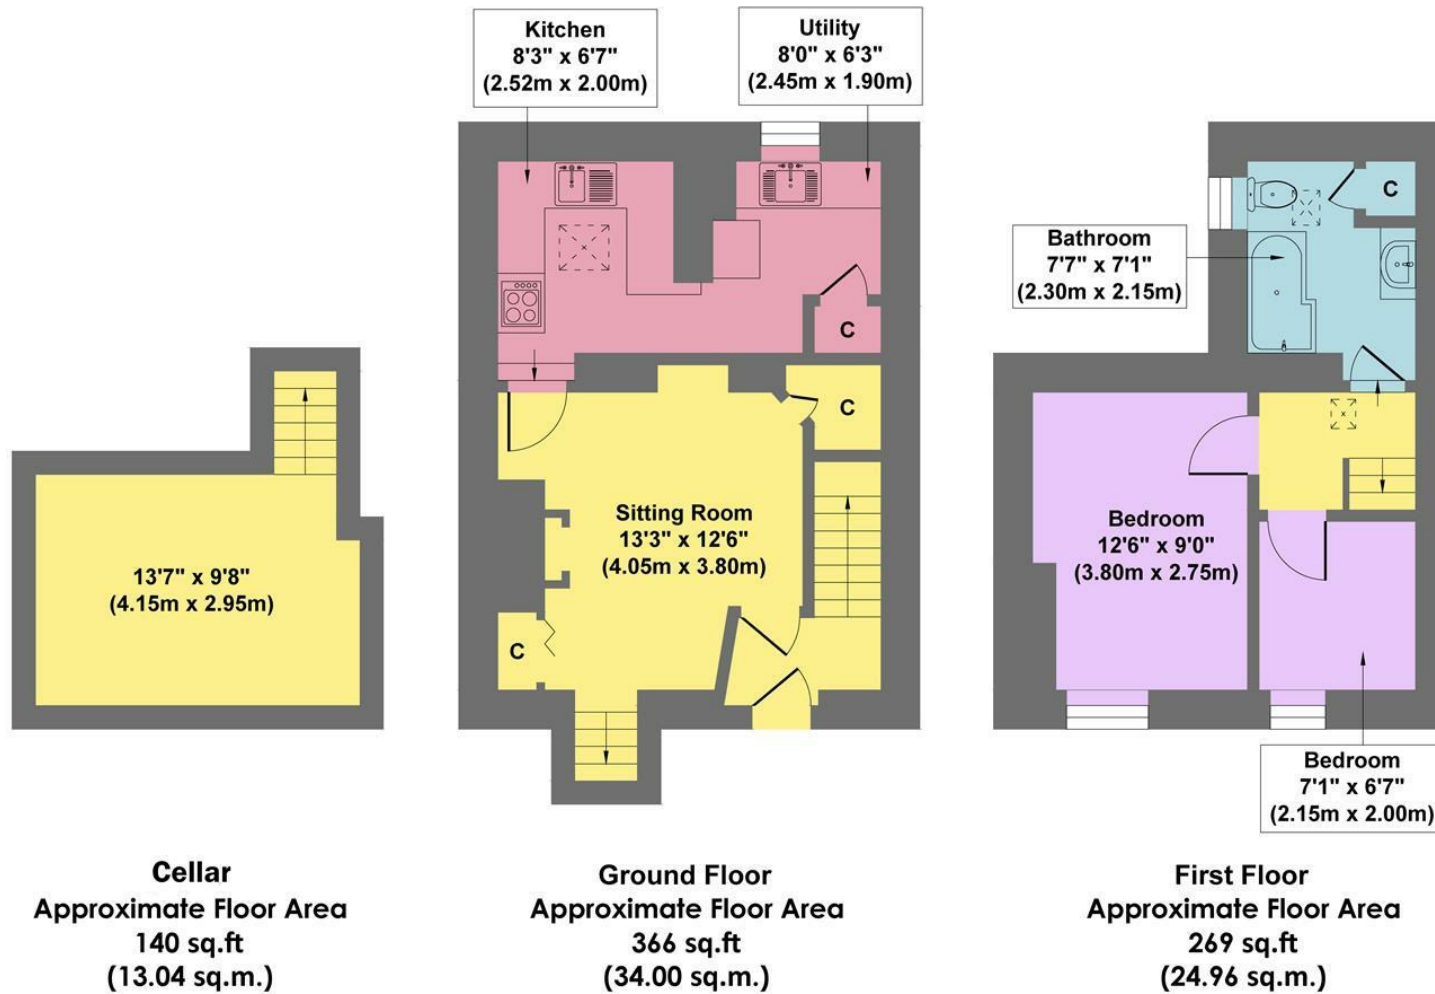 Kitchen
8'3" x 6'7"
(2.52m x 2.00m)
Utility
8'0" x 6'3"
(2.45m x 1.90m)
C
C
Sitting Room
13'3" x 12'6"
(4.05m x 3.80m)
C
13'7" x 9'8"
(4.15m x 2.95m)
C
Bathroom
7'7" x 7'1"
(2.30m x 2.15m)
Bedroom
12'6" x 9'0"
(3.80m x 2.75m)
Bedroom
7'1" x 6'7"
(2.15m x 2.00m)
Cellar
Approximate Floor Area
140 sq.ft
(13.04 sq.m.)
Ground Floor
Approximate Floor Area
366 sq.ft
(34.00 sq.m.)
First Floor
Approximate Floor Area
269 sq.ft
(24.96 sq.m.)